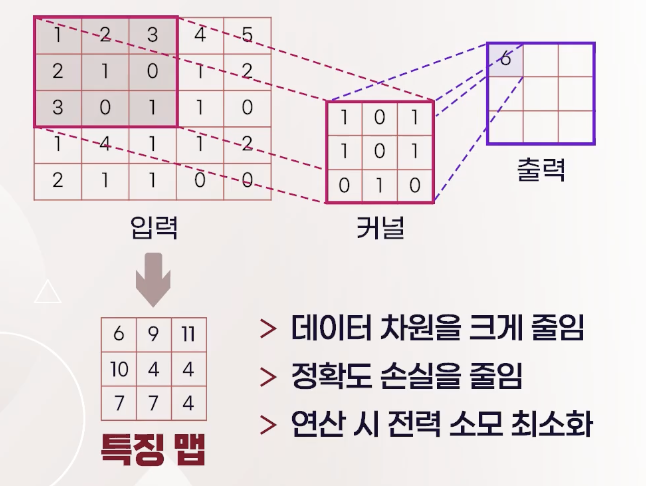 1 2 3 4 5
2 1 0 1 2
3 0 1 1 0
1 4 1 1 2
2 1 1 0 0
입력
1 0 1
1 0 1
0 1 0
커널
6
출력
6 9 11
10 4 4
7 7 4
특징 맵
> 데이터 차원을 크게 줄임
> 정확도 손실을 줄임
> 연산 시 전력 소모 최소화